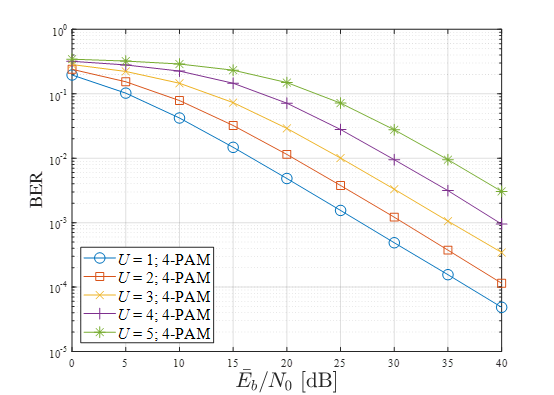 10^0
10^-1
10^-2
10^-3
10^-4
10^-5
BER
U = 1; 4-PAM
U = 2; 4-PAM
U = 3; 4-PAM
U = 4; 4-PAM
U = 5; 4-PAM
0 5 10 15 20 25 30 35 40
Ē_b/N_0 [dB]